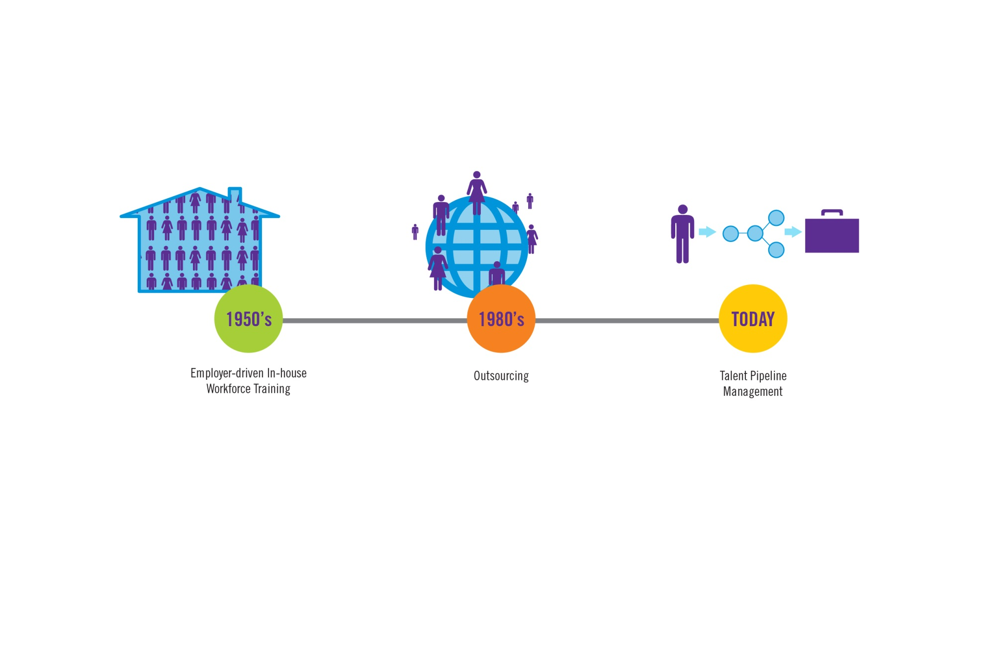 1950's
1980's
TODAY
Employer-driven In-house
Workforce Training
Outsourcing
Talent Pipeline
Management